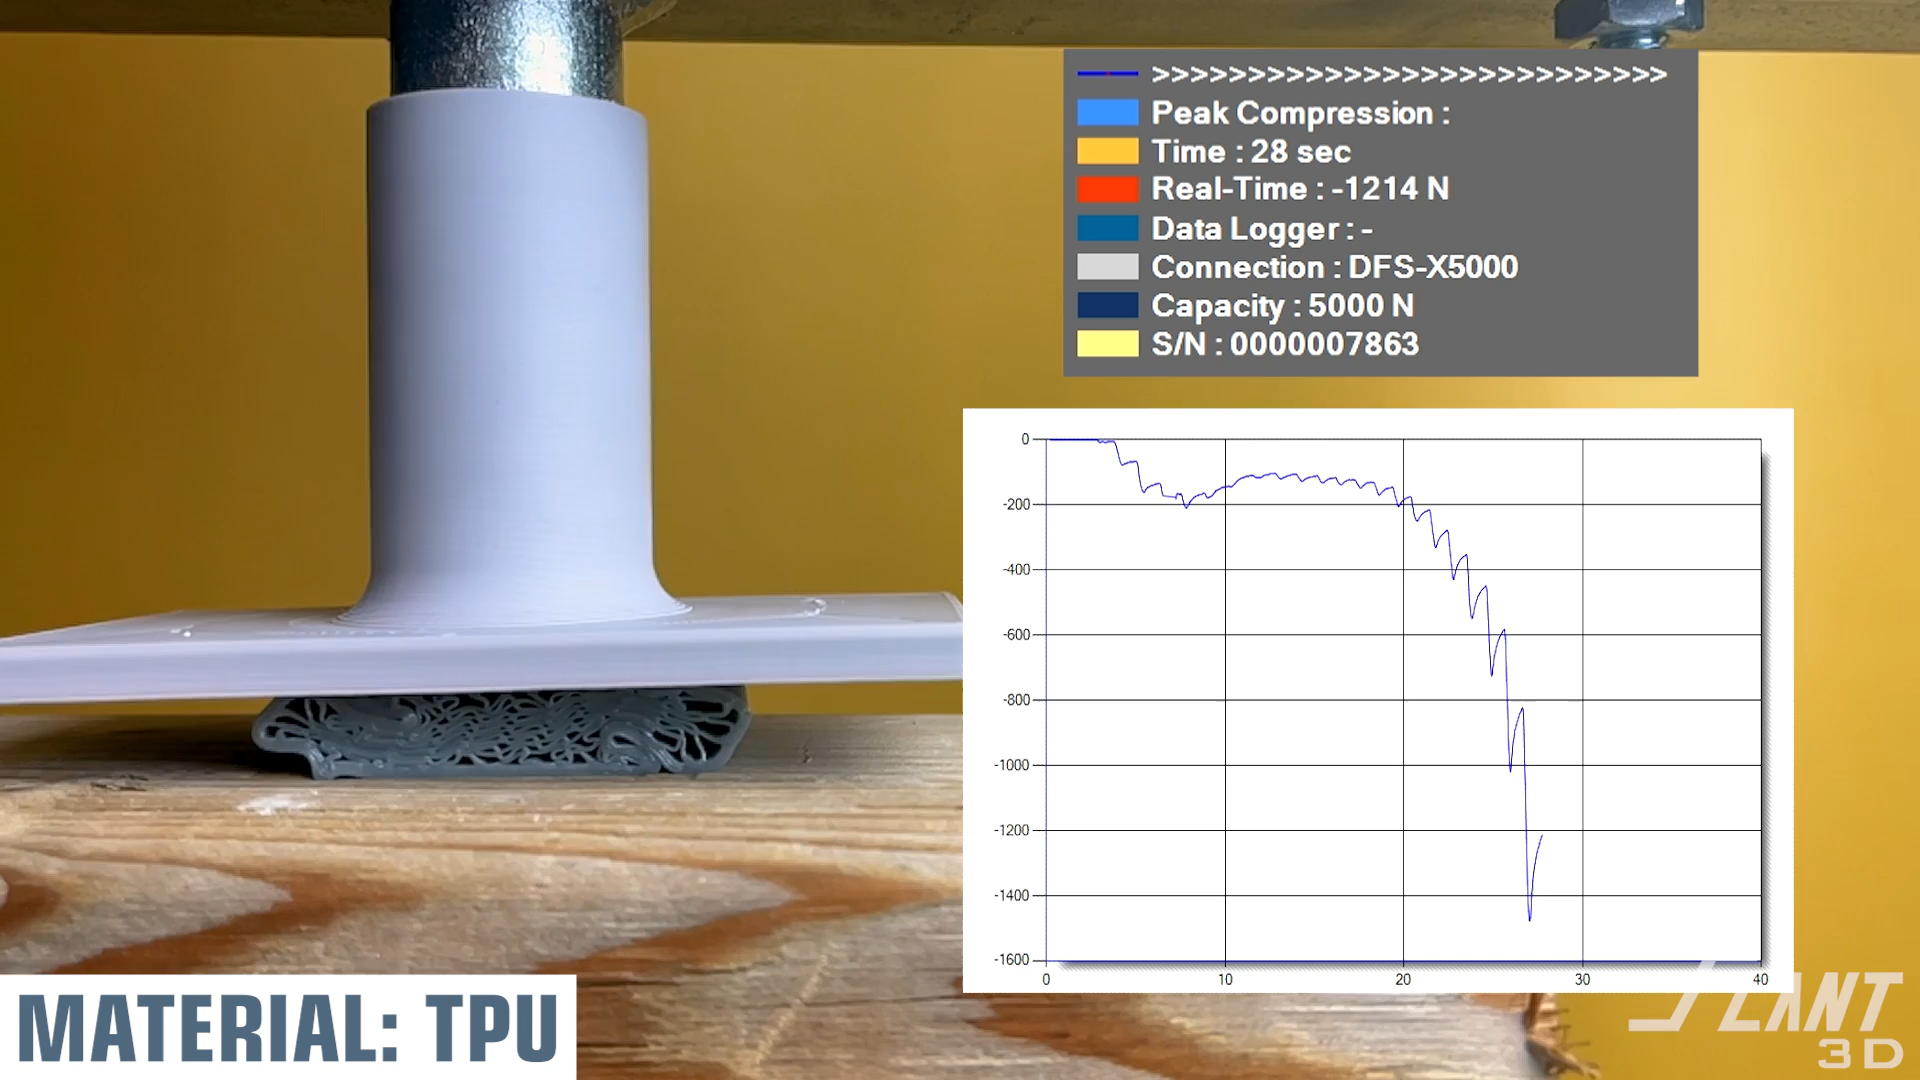 >>>>>>>>>>>>>>>>>>>>>>>>>>>
Peak Compression :
Time : 28 sec
Real-Time : -1214 N
Data Logger : -
Connection : DFS-X5000
Capacity : 5000 N
S/N : 0000007863
0
-200
-400
-600
-800
-1000
-1200
-1400
-1600
0 10 20 30 40
MATERIAL: TPU
SLANT
3D